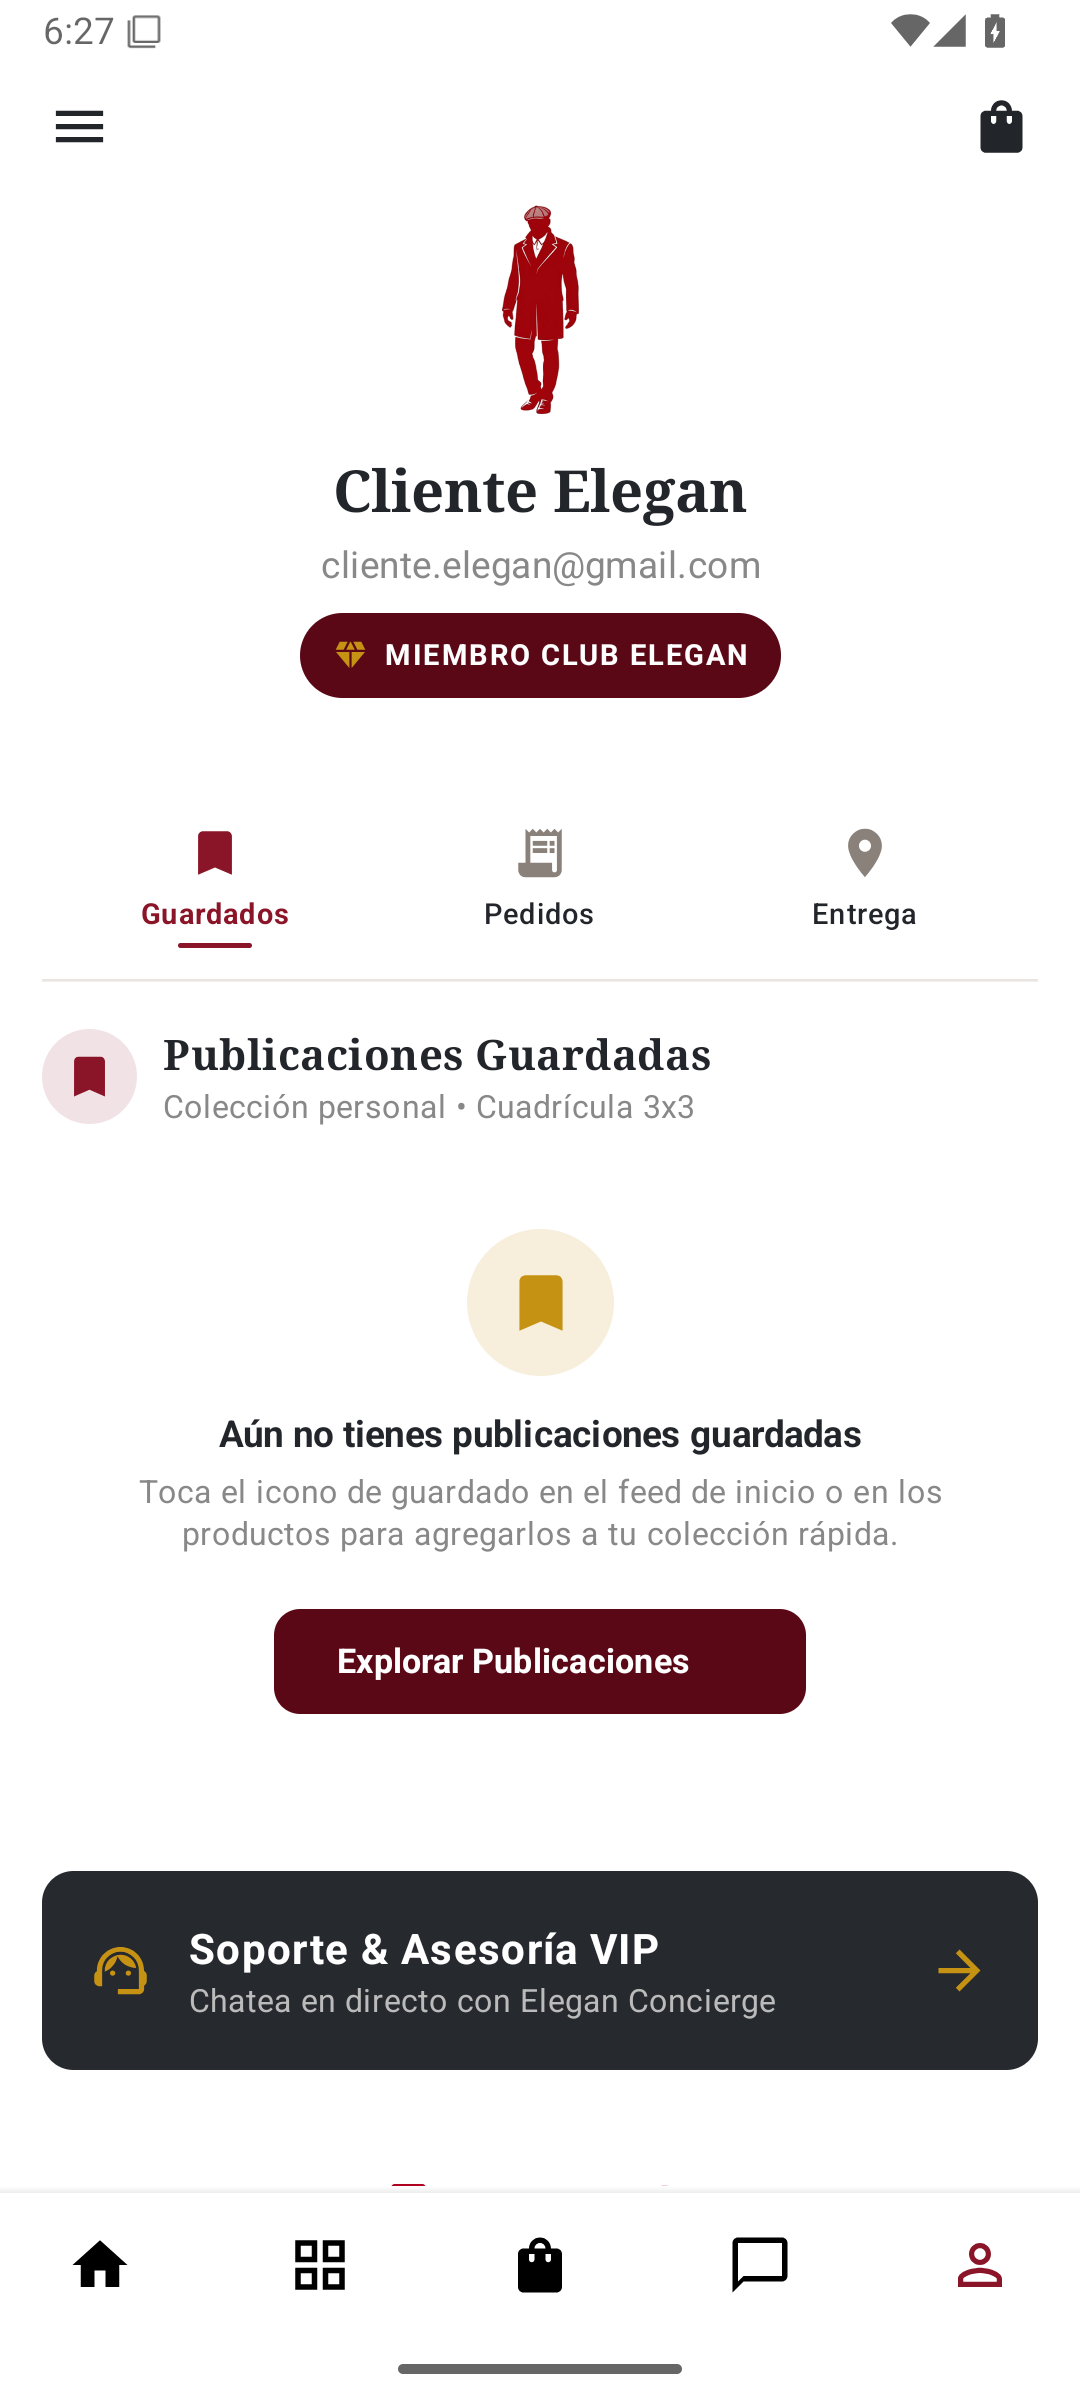 6:27
Cliente Elegan
cliente.elegan@gmail.com
MIEMBRO CLUB ELEGAN
Guardados
Pedidos
Entrega
Publicaciones Guardadas
Colección personal • Cuadrícula 3x3
Aún no tienes publicaciones guardadas
Toca el icono de guardado en el feed de inicio o en los
productos para agregarlos a tu colección rápida.
Explorar Publicaciones
Soporte & Asesoría VIP
Chatea en directo con Elegan Concierge